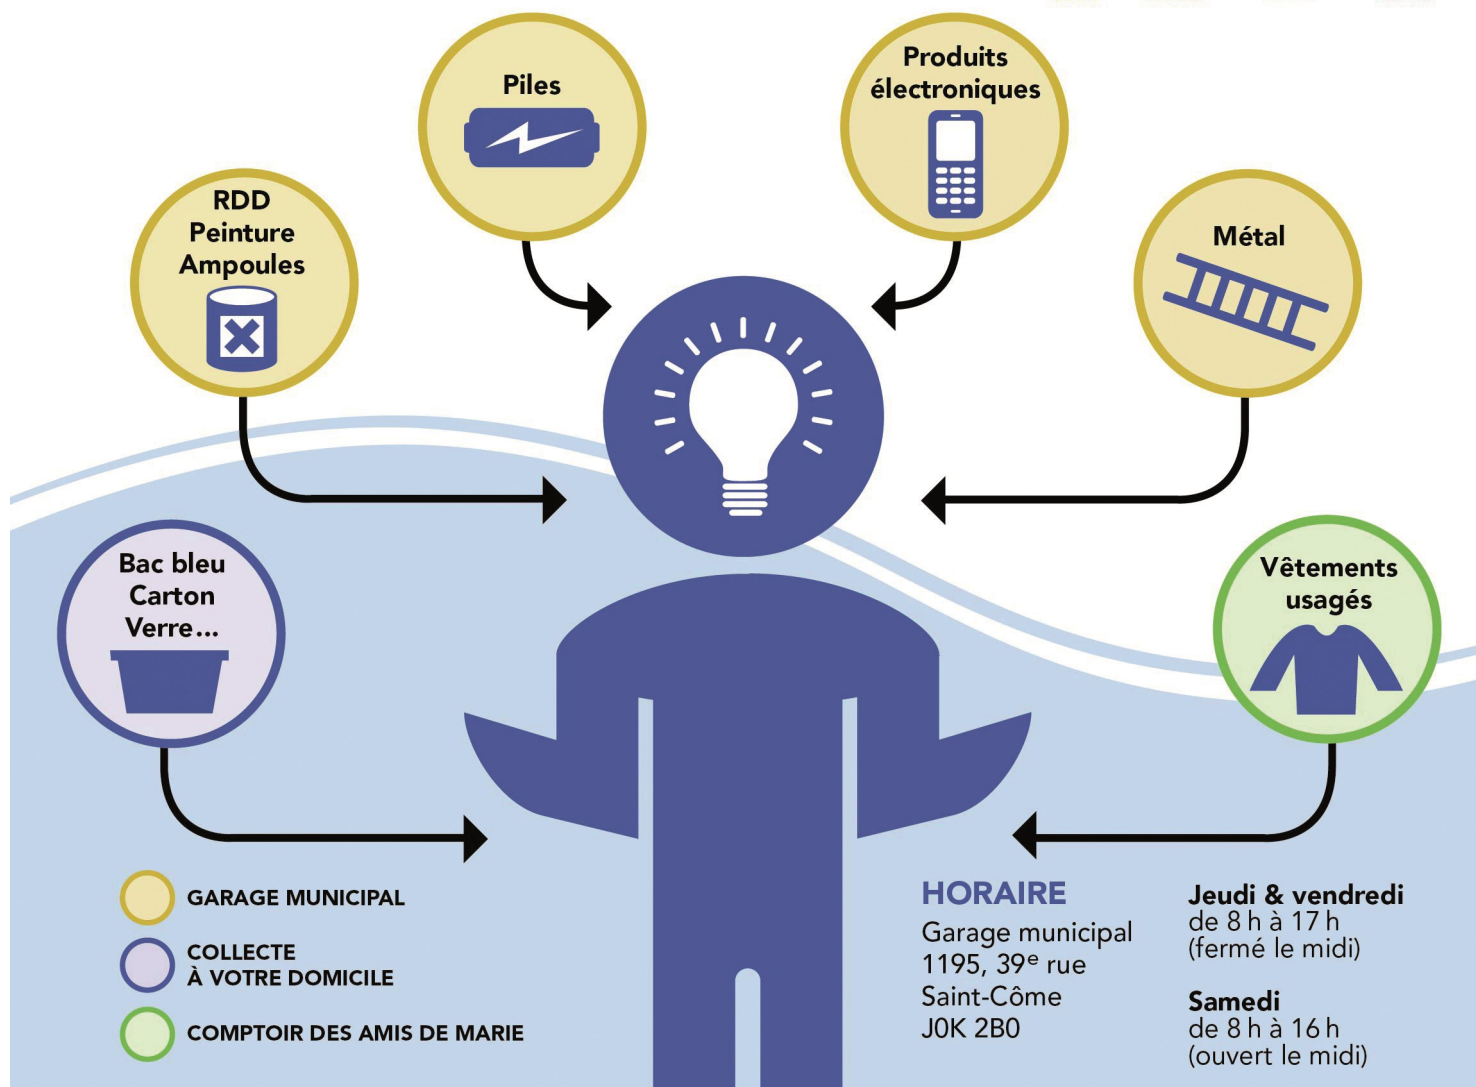 Piles
Produits
électroniques
RDD
Peinture
Ampoules
Métal
Bac bleu
Carton
Verre...
Vêtements
usagés
GARAGE MUNICIPAL
COLLECTE
À VOTRE DOMICILE
COMPTOIR DES AMIS DE MARIE
HORAIRE
Garage municipal
1195, 39e rue
Saint-Côme
J0K 2B0
Jeudi & vendredi
de 8 h à 17 h
(fermé le midi)
Samedi
de 8 h à 16 h
(ouvert le midi)